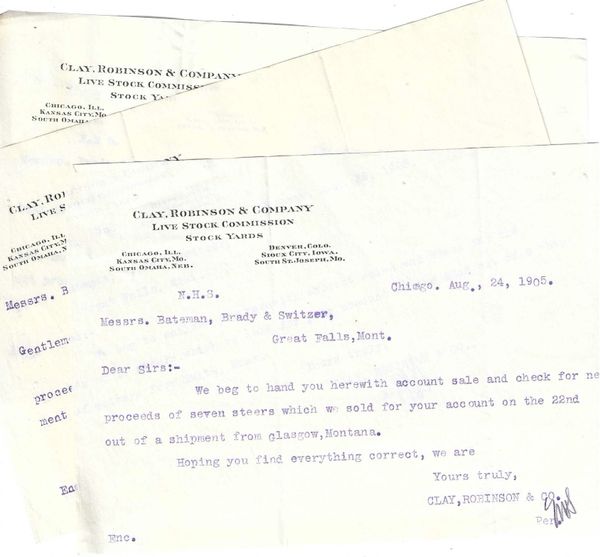 CLAY, ROBINSON & COMPANY
LIVE STOCK
STOCK
CHICAGO, ILL.
KANSAS CITY, MO
SOUTH OMAHA
CLAY,
LIVE
CHICAGO, ILL
KANSAS CITY, M
SOUTH OMAHA, N
Messrs. B
Gentlem
procee
ment
CLAY, ROBINSON & COMPANY
LIVE STOCK COMMISSION
STOCK YARDS
CHICAGO, ILL.
KANSAS CITY, MO.
SOUTH OMAHA, NEB.
DENVER, COLO.
SIOUX CITY, IOWA.
SOUTH ST. JOSEPH, MO.
N.H.S.
Chicago. Aug., 24, 1905.
Messrs. Bateman, Brady & Switzer,
Great Falls,Mont.
Dear Sirs:-
We beg to hand you herewith account sale and check for ne
proceeds of seven steers which we sold for your account on the 22nd
out of a shipment from Glasgow,Montana.
Hoping you find everything correct, we are
Yours truly,
CLAY,ROBINSON & CO.
Per.
Enc.